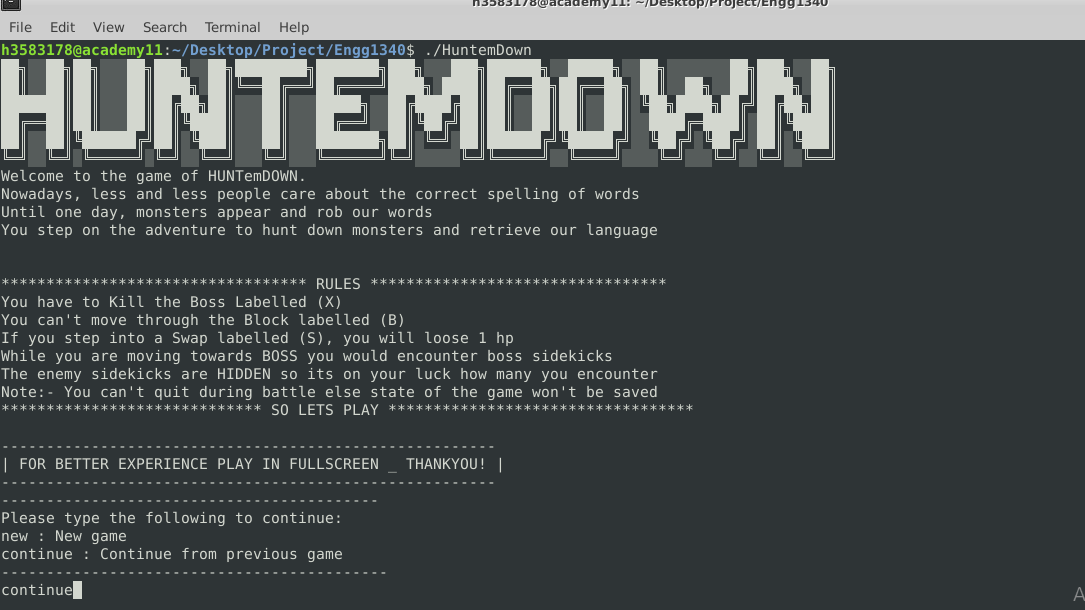 h3583178@academy11: ~/Desktop/Project/Engg1340
File Edit View Search Terminal Help
h3583178@academy11:~/Desktop/Project/Engg1340$ ./HuntemDown
HUNTEMDOWN
Welcome to the game of HUNTemDOWN.
Nowadays, less and less people care about the correct spelling of words
Until one day, monsters appear and rob our words
You step on the adventure to hunt down monsters and retrieve our language
********************************** RULES *********************************
You have to Kill the Boss Labelled (X)
You can't move through the Block labelled (B)
If you step into a Swap labelled (S), you will loose 1 hp
While you are moving towards BOSS you would encounter boss sidekicks
The enemy sidekicks are HIDDEN so its on your luck how many you encounter
Note:- You can't quit during battle else state of the game won't be saved
***************************** SO LETS PLAY **********************************
-------------------------------------------------------
| FOR BETTER EXPERIENCE PLAY IN FULLSCREEN _ THANKYOU! |
-------------------------------------------------------
------------------------------------------
Please type the following to continue:
new : New game
continue : Continue from previous game
-------------------------------------------
continue